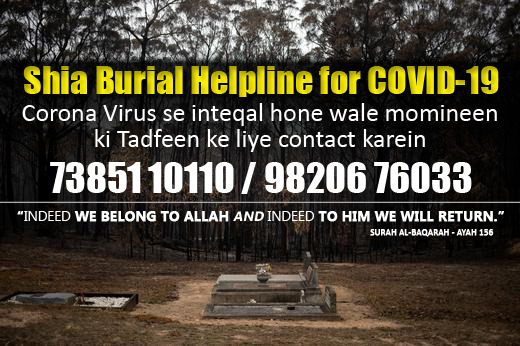 Shia Burial Helpline for COVID-19
Corona Virus se inteqal hone wale momineen
ki Tadfeen ke liye contact karein
73851 10110 / 98206 76033
“INDEED WE BELONG TO ALLAH AND INDEED TO HIM WE WILL RETURN.”
SURAH AL-BAQARAH - AYAH 156